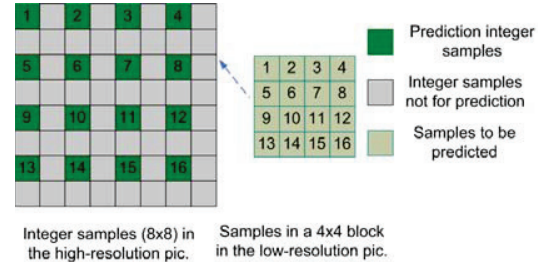 1 2 3 4
5 6 7 8
9 10 11 12
13 14 15 16
Integer samples (8x8) in
the high-resolution pic.
1 2 3 4
5 6 7 8
9 10 11 12
13 14 15 16
Samples in a 4x4 block
in the low-resolution pic.
Prediction integer
samples
Integer samples
not for prediction
Samples to be
predicted